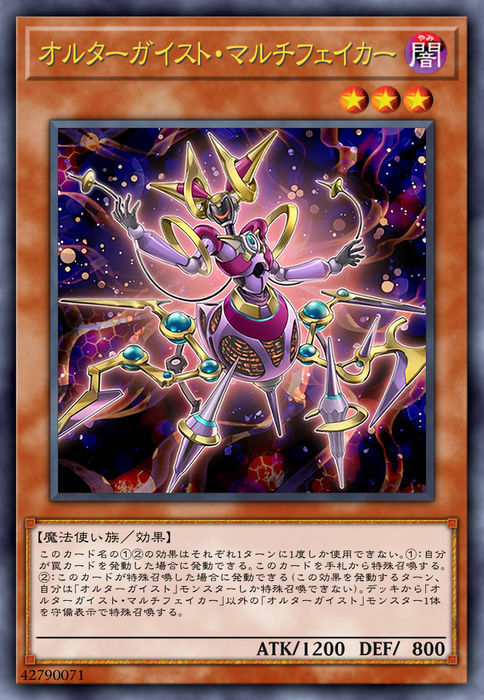 オルターガイスト・マルチフェイカー
やみ
闇
【魔法使い族／効果】
このカード名の①②の効果はそれぞれ1ターンに1度しか使用できない。①：自分
が罠カードを発動した場合に発動できる。このカードを手札から特殊召喚する。
②：このカードが特殊召喚した場合に発動できる（この効果を発動するターン、
自分は「オルターガイスト」モンスターしか特殊召喚できない）。デッキから「オ
ルターガイスト・マルチフェイカー」以外の「オルターガイスト」モンスター1体
を守備表示で特殊召喚する。
ATK/1200 DEF/ 800
42790071